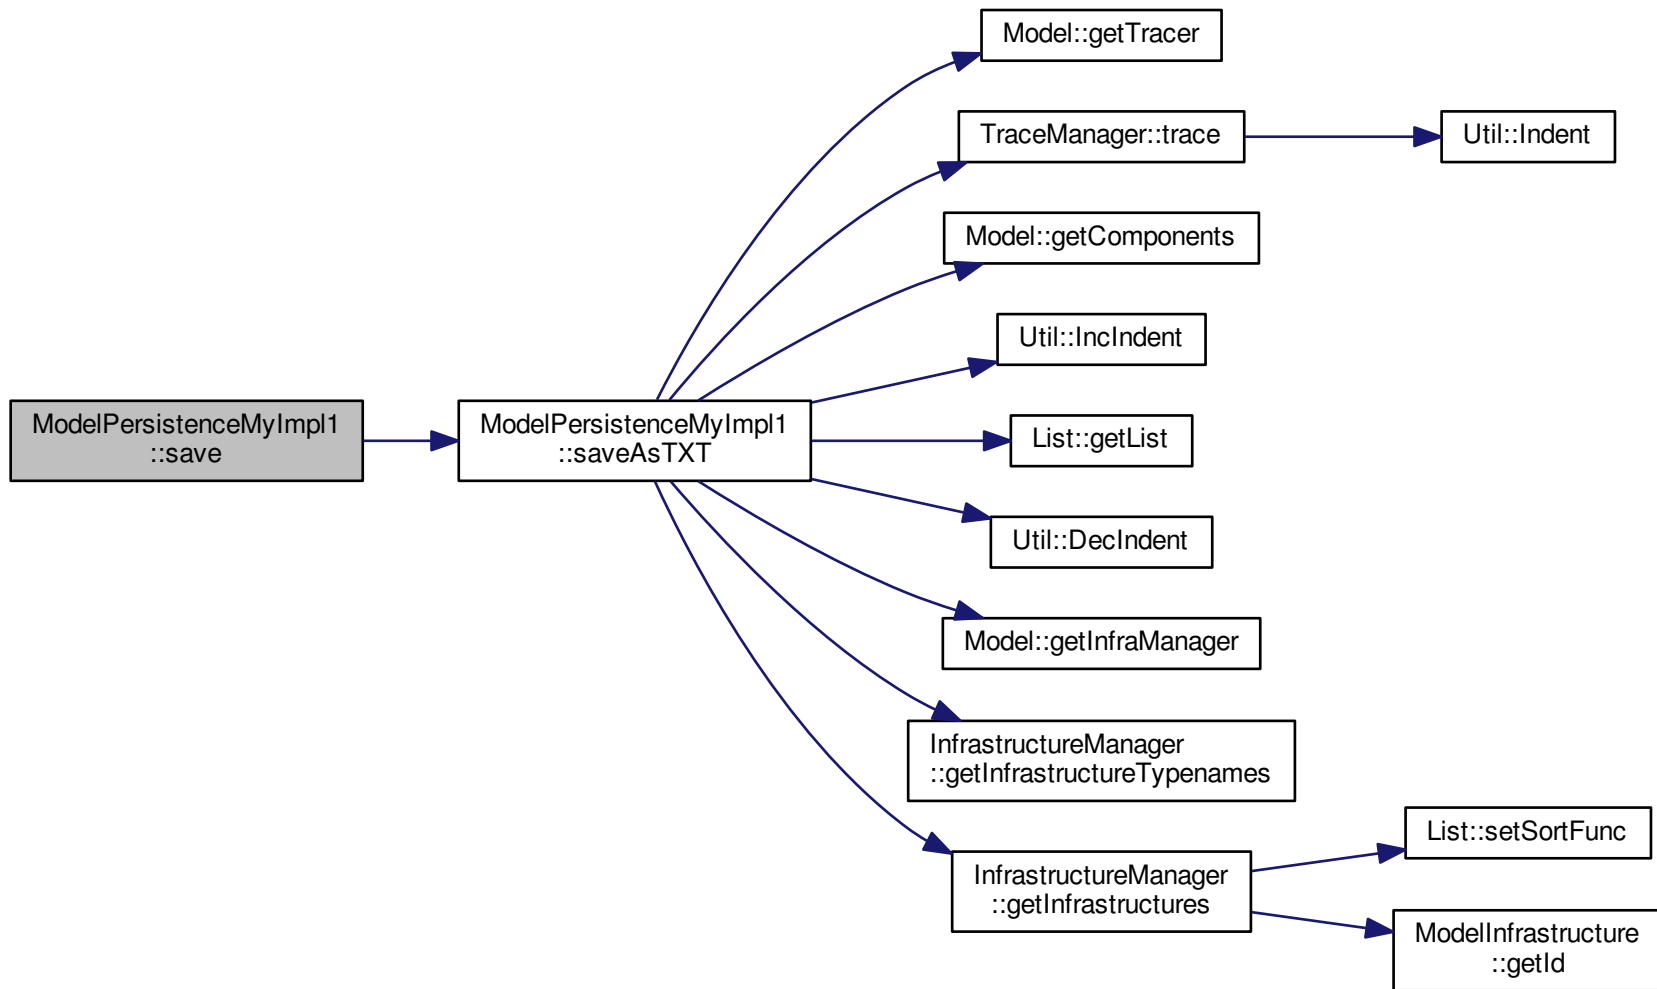 Model::getTracer
TraceManager::trace
Util::Indent
Model::getComponents
Util::IncIndent
ModelPersistenceMyImpl1
::save
ModelPersistenceMyImpl1
::saveAsTXT
List::getList
Util::DecIndent
Model::getInfraManager
InfrastructureManager
::getInfrastructureTypenames
List::setSortFunc
InfrastructureManager
::getInfrastructures
ModelInfrastructure
::getId